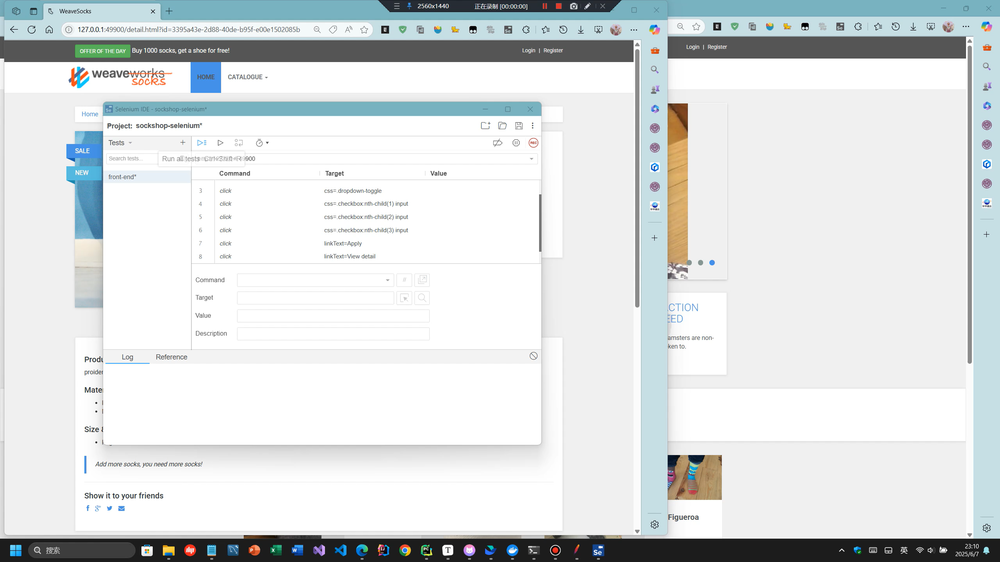 WeaveSocks
2560x1440
正在录制 [00:00:00]
127.0.0.1:49900/detail.html?id=3395a43e-2d88-40de-b95f-e00e1502085b
OFFER OF THE DAY Buy 1000 socks, get a shoe for free!
Login | Register
Login | Register
weaveworks
socks
HOME
CATALOGUE
Home
SALE
NEW
Selenium IDE - sockshop-selenium*
Project: sockshop-selenium*
Tests
REC
Search tests...
Run all tests Ctrl+Shift+R
900
front-end*
Command Target Value
3 click css=.dropdown-toggle
4 click css=.checkbox:nth-child(1) input
5 click css=.checkbox:nth-child(2) input
6 click css=.checkbox:nth-child(3) input
7 click linkText=Apply
8 click linkText=View detail
Command
//
Target
Value
Description
Log Reference
Produ
proider
Mater
Size &
Add more socks, you need more socks!
Show it to your friends
CTION
EED
amsters are non-
ken to.
Figueroa
搜索
英
23:10
2025/6/7